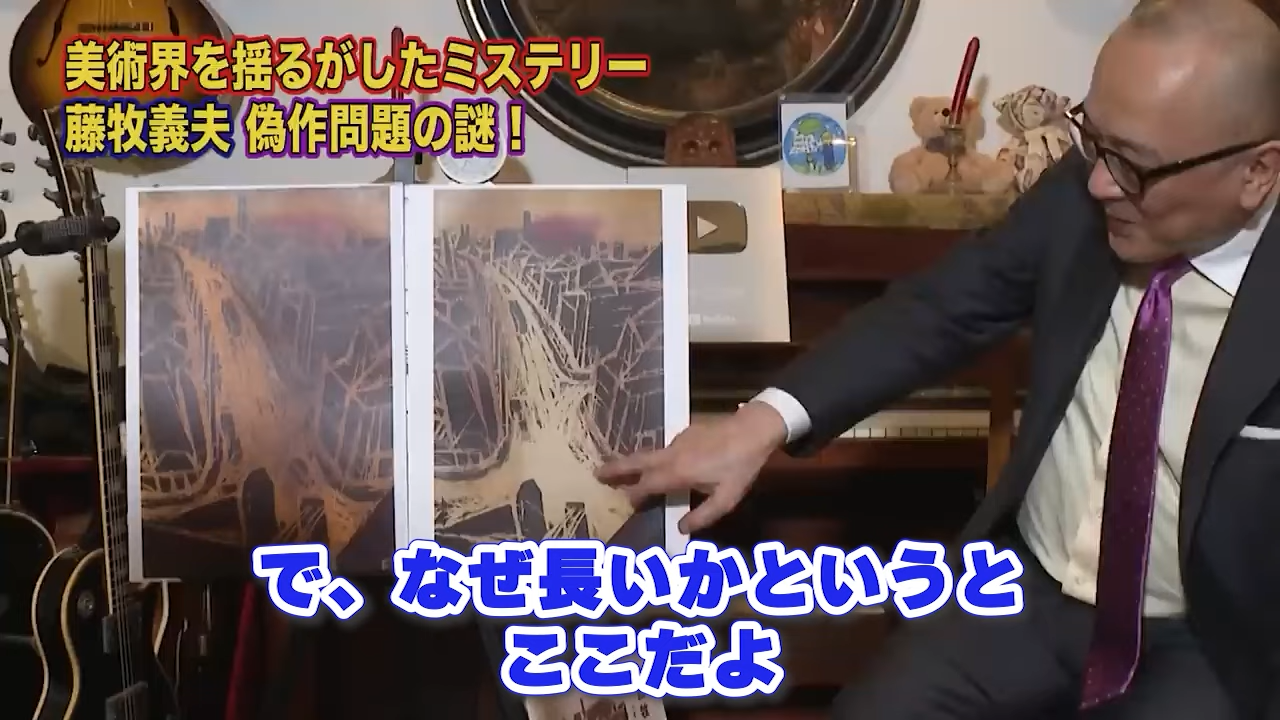 美術界を揺るがしたミステリー
藤牧義夫 偽作問題の謎！
で、なぜ長いかというと
ここだよ